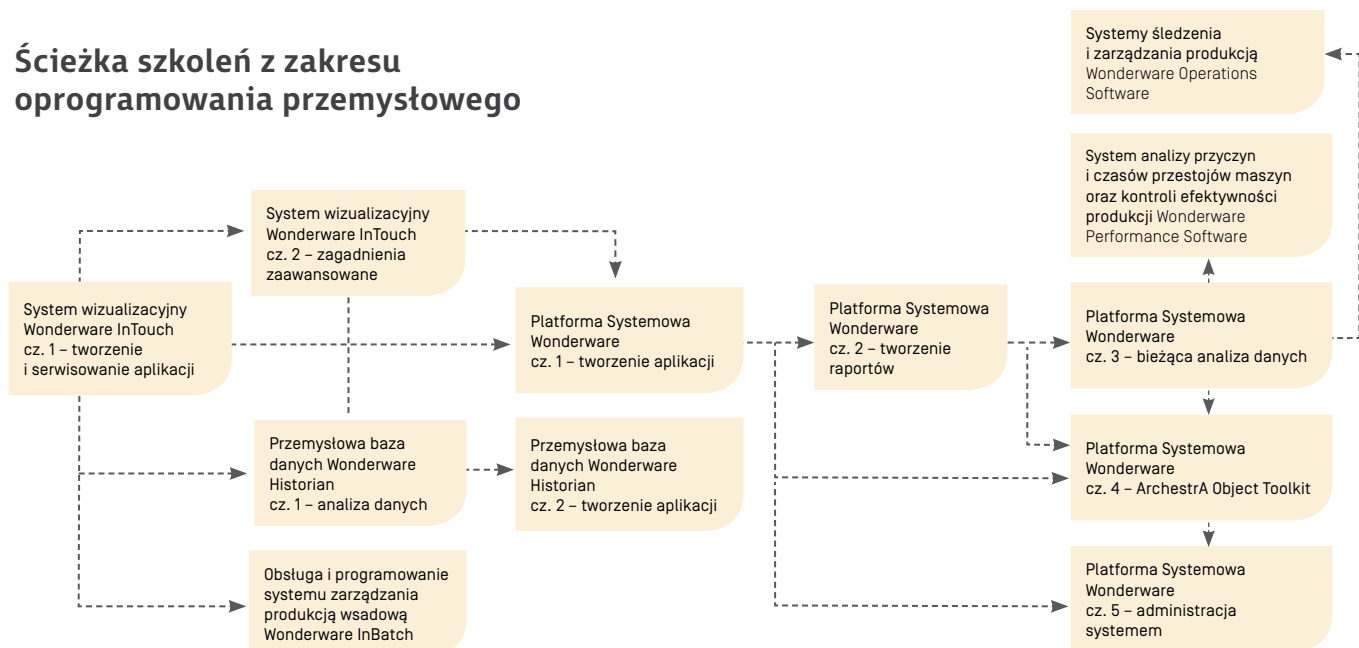 Ścieżka szkoleń z zakresu
oprogramowania przemysłowego
Systemy śledzenia
i zarządzania produkcją
Wonderware Operations
Software
System analizy przyczyn
i czasów przestojów maszyn
oraz kontroli efektywności
produkcji Wonderware
Performance Software
System wizualizacyjny
Wonderware InTouch
cz. 2 – zagadnienia
zaawansowane
System wizualizacyjny
Wonderware InTouch
cz. 1 – tworzenie
i serwisowanie aplikacji
Platforma Systemowa
Wonderware
cz. 1 – tworzenie aplikacji
Platforma Systemowa
Wonderware
cz. 2 – tworzenie
raportów
Platforma Systemowa
Wonderware
cz. 3 – bieżąca analiza danych
Przemysłowa baza
danych Wonderware
Historian
cz. 1 – analiza danych
Przemysłowa baza
danych Wonderware
Historian
cz. 2 – tworzenie aplikacji
Platforma Systemowa
Wonderware
cz. 4 – ArchestrA Object Toolkit
Obsługa i programowanie
systemu zarządzania
produkcją wsadową
Wonderware InBatch
Platforma Systemowa
Wonderware
cz. 5 – administracja
systemem